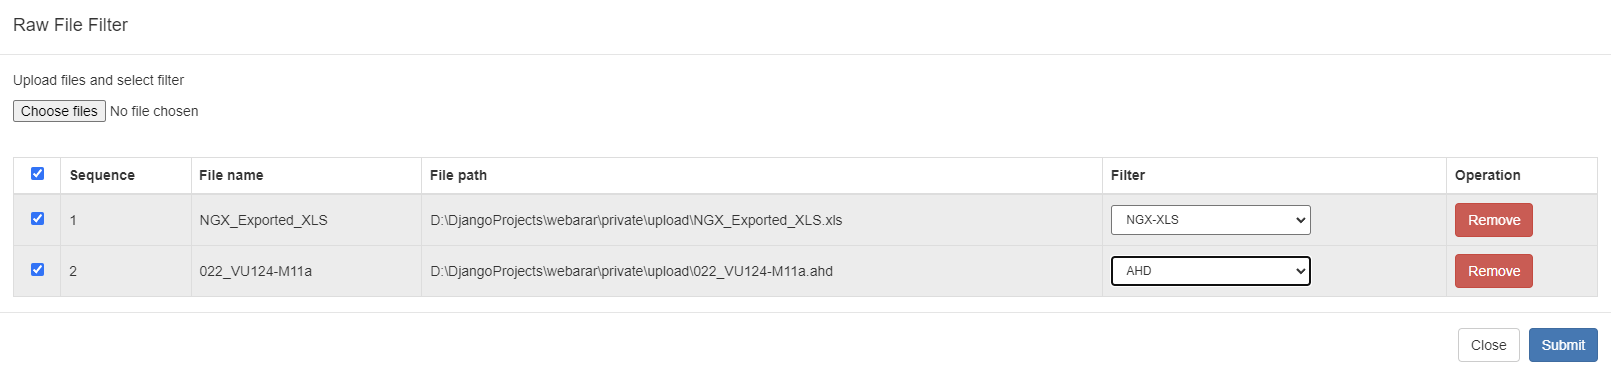 Raw File Filter
Upload files and select filter
Choose files No file chosen
Sequence File name File path Filter Operation
1 NGX_Exported_XLS D:\DjangoProjects\webarar\private\upload\NGX_Exported_XLS.xls NGX-XLS Remove
2 022_VU124-M11a D:\DjangoProjects\webarar\private\upload\022_VU124-M11a.ahd AHD Remove
Close Submit